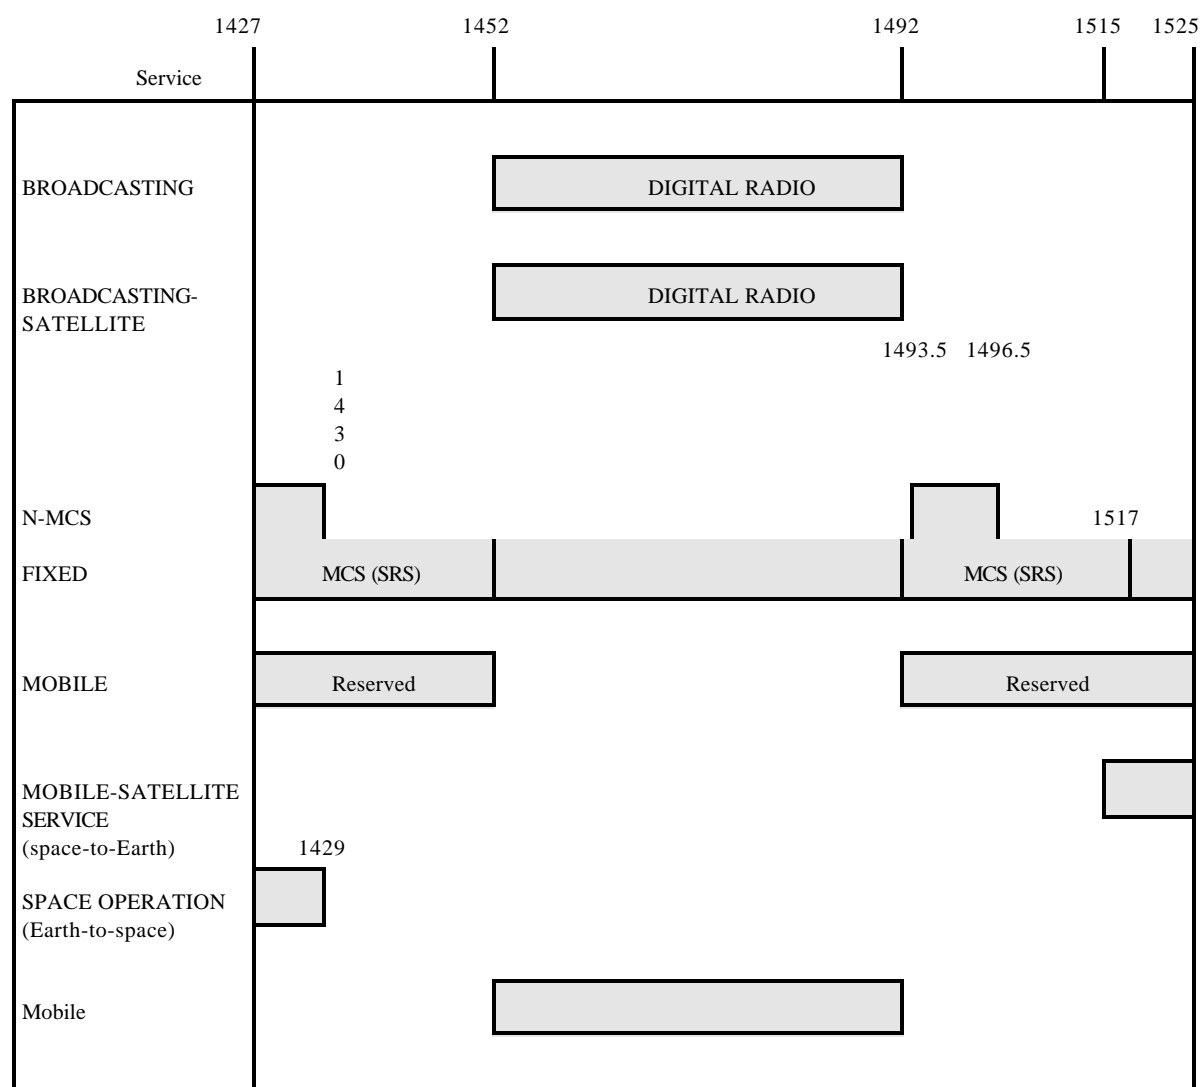 1427 1452 1492 1515 1525
Service
BROADCASTING DIGITAL RADIO
BROADCASTING- DIGITAL RADIO
SATELLITE
1493.5 1496.5
1
4
3
0
N-MCS 1517
FIXED MCS (SRS) MCS (SRS)
MOBILE Reserved Reserved
MOBILE-SATELLITE
SERVICE
(space-to-Earth) 1429
SPACE OPERATION
(Earth-to-space)
Mobile